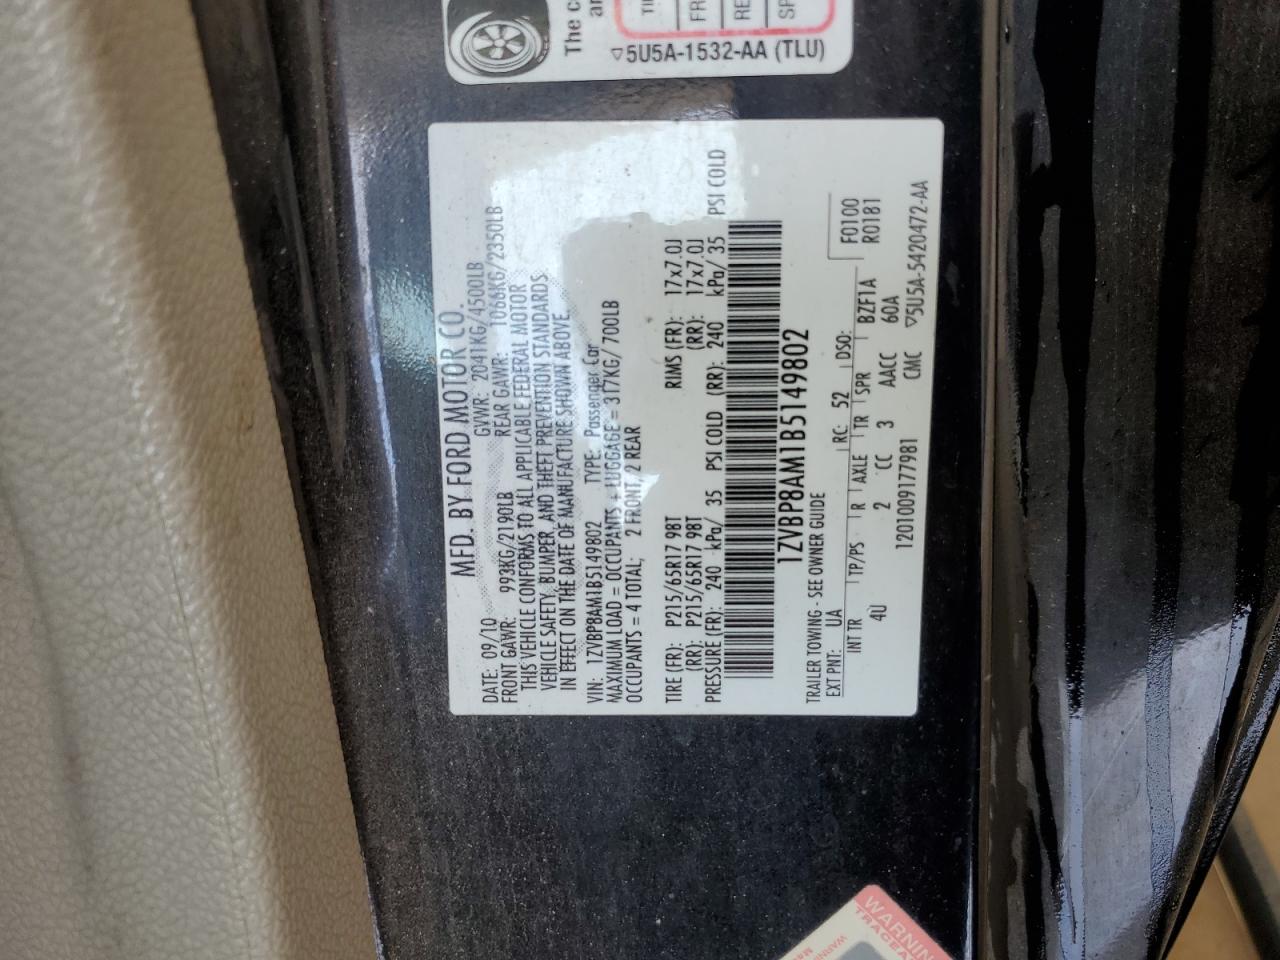 The
5U5A-1532-AA (TLU)
MFD. BY FORD MOTOR CO.
DATE: 09/10 GVWR: 2041KG/4500LB
FRONT GAWR: 993KG/2190LB REAR GAWR: 1066KG/2350LB
THIS VEHICLE CONFORMS TO ALL APPLICABLE FEDERAL MOTOR
VEHICLE SAFETY, BUMPER, AND THEFT PREVENTION STANDARDS
IN EFFECT ON THE DATE OF MANUFACTURE SHOWN ABOVE.
VIN: 1ZVBP8AM1B5149802 TYPE: Passenger Car
MAXIMUM LOAD = OCCUPANTS + LUGGAGE = 317KG/700LB
OCCUPANTS = 4 TOTAL; 2 FRONT/2 REAR
TIRE (FR): P215/65R17 98T RIMS (FR): 17x7.0J
(RR): P215/65R17 98T (RR): 17x7.0J
PRESSURE (FR): 240 kPa/ 35 PSI COLD (RR): 240 kPa/ 35 PSI COLD
1ZVBP8AM1B5149802
TRAILER TOWING - SEE OWNER GUIDE
EXT PNT: UA RC: 52 DSO: F0100
INT TR TP/PS R AXLE TR SPR BZF1A R0181
4U 2 CC 3 AACC 60A
1201009177981 CMC 5U5A-5420472-AA
WARNING